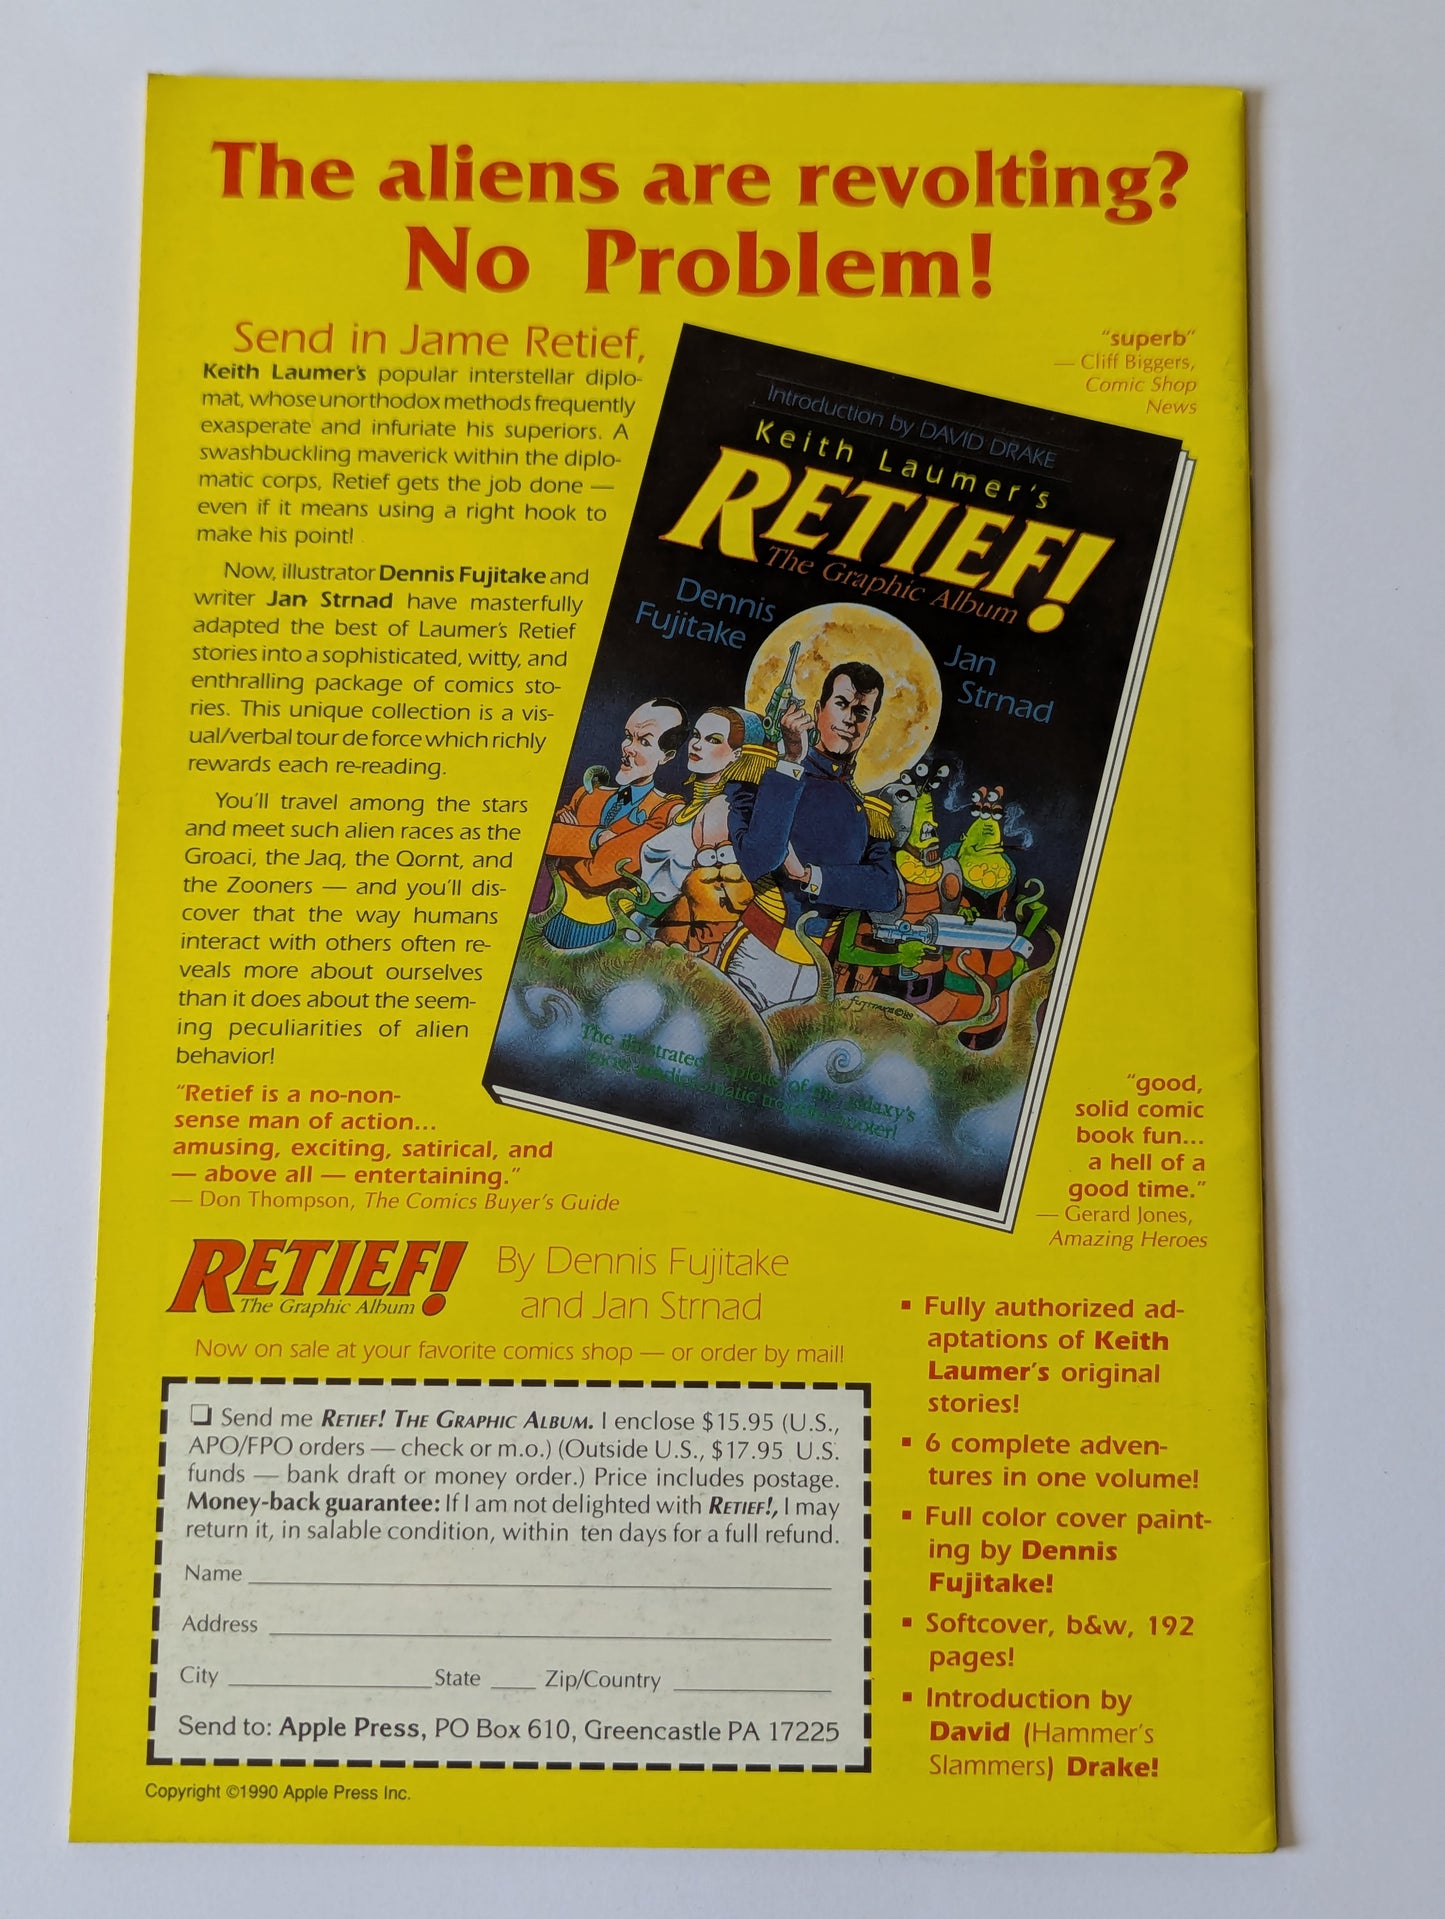 The aliens are revolting?
No Problem!
Send in Jame Retief,
Keith Laumer's popular interstellar diplo-
mat, whose unorthodox methods frequently
exasperate and infuriate his superiors. A
swashbuckling maverick within the diplo-
matic corps, Retief gets the job done —
even if it means using a right hook to
make his point!
Now, illustrator Dennis Fujitake and
writer Jan Strnad have masterfully
adapted the best of Laumer's Retief
stories into a sophisticated, witty, and
enthralling package of comics sto-
ries. This unique collection is a vis-
ual/verbal tour de force which richly
rewards each re-reading.
You'll travel among the stars
and meet such alien races as the
Groaci, the Jaq, the Qornt, and
the Zooners — and you'll dis-
cover that the way humans
interact with others often re-
veals more about ourselves
than it does about the seem-
ing peculiarities of alien
behavior!
"Retief is a no-non-
sense man of action...
amusing, exciting, satirical, and
— above all — entertaining."
— Don Thompson, The Comics Buyer's Guide
"superb"
— Cliff Biggers,
Comic Shop
News
Introduction by DAVID DRAKE
Keith Laumer's
RETIEF!
The Graphic Album
Dennis
Fujitake
Jan
Strnad
FUJITAKE©89
The illustrated exploits of the galaxy's
most undiplomatic troubleshooter!
"good,
solid comic
book fun...
a hell of a
good time."
— Gerard Jones,
Amazing Heroes
RETIEF!
The Graphic Album
By Dennis Fujitake
and Jan Strnad
Now on sale at your favorite comics shop — or order by mail!
❏ Send me RETIEF! THE GRAPHIC ALBUM. I enclose $15.95 (U.S.,
APO/FPO orders — check or m.o.) (Outside U.S., $17.95 U.S.
funds — bank draft or money order.) Price includes postage.
Money-back guarantee: If I am not delighted with RETIEF!, I may
return it, in salable condition, within ten days for a full refund.
Name
Address
City State Zip/Country
Send to: Apple Press, PO Box 610, Greencastle PA 17225
Copyright ©1990 Apple Press Inc.
▪ Fully authorized ad-
aptations of Keith
Laumer's original
stories!
▪ 6 complete adven-
tures in one volume!
▪ Full color cover paint-
ing by Dennis
Fujitake!
▪ Softcover, b&w, 192
pages!
▪ Introduction by
David (Hammer's
Slammers) Drake!